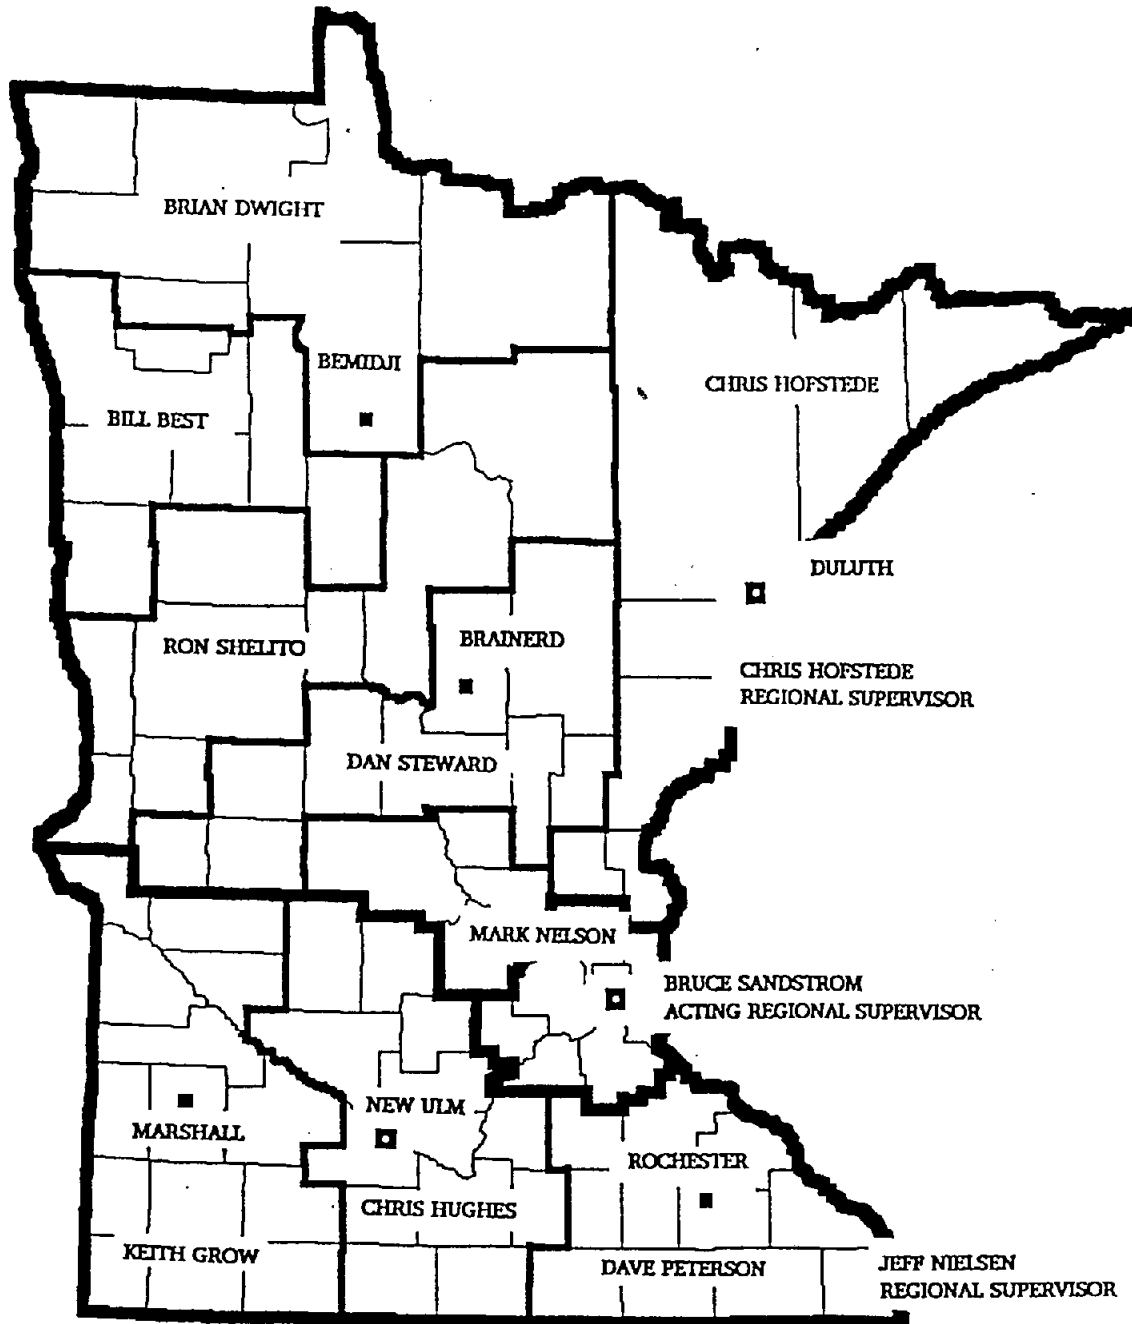 BRIAN DWIGHT
BEMIDJI
CHRIS HOFSTEDE
BILL BEST
DULUTH
RON SHELITO
BRAINERD
CHRIS HOFSTEDE
REGIONAL SUPERVISOR
DAN STEWARD
MARK NELSON
BRUCE SANDSTROM
ACTING REGIONAL SUPERVISOR
NEW ULM
MARSHALL
ROCHESTER
CHRIS HUGHES
KEITH GROW
DAVE PETERSON
JEFF NIELSEN
REGIONAL SUPERVISOR